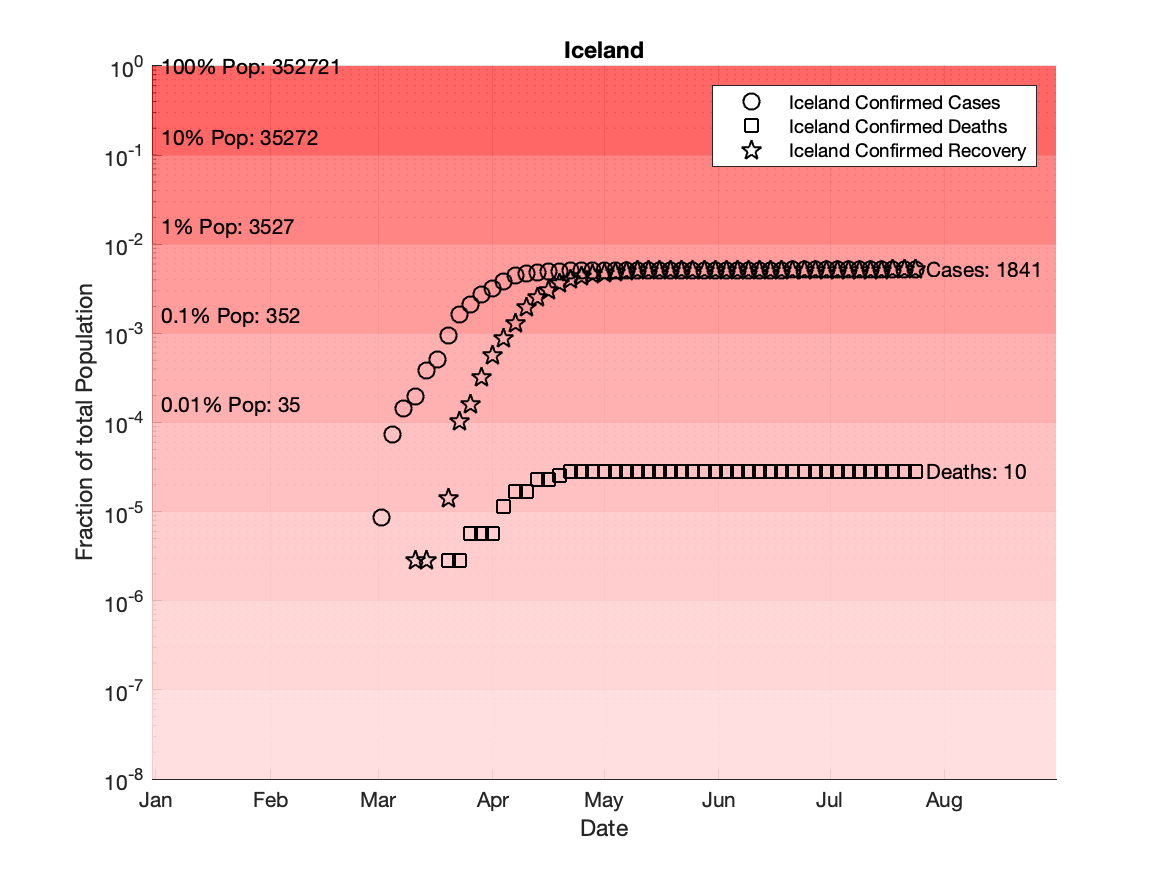 Iceland
10^0
10^-1
10^-2
10^-3
10^-4
10^-5
10^-6
10^-7
10^-8
Fraction of total Population
100% Pop: 352721
10% Pop: 35272
1% Pop: 3527
0.1% Pop: 352
0.01% Pop: 35
Iceland Confirmed Cases
Iceland Confirmed Deaths
Iceland Confirmed Recovery
Cases: 1841
Deaths: 10
Jan Feb Mar Apr May Jun Jul Aug
Date